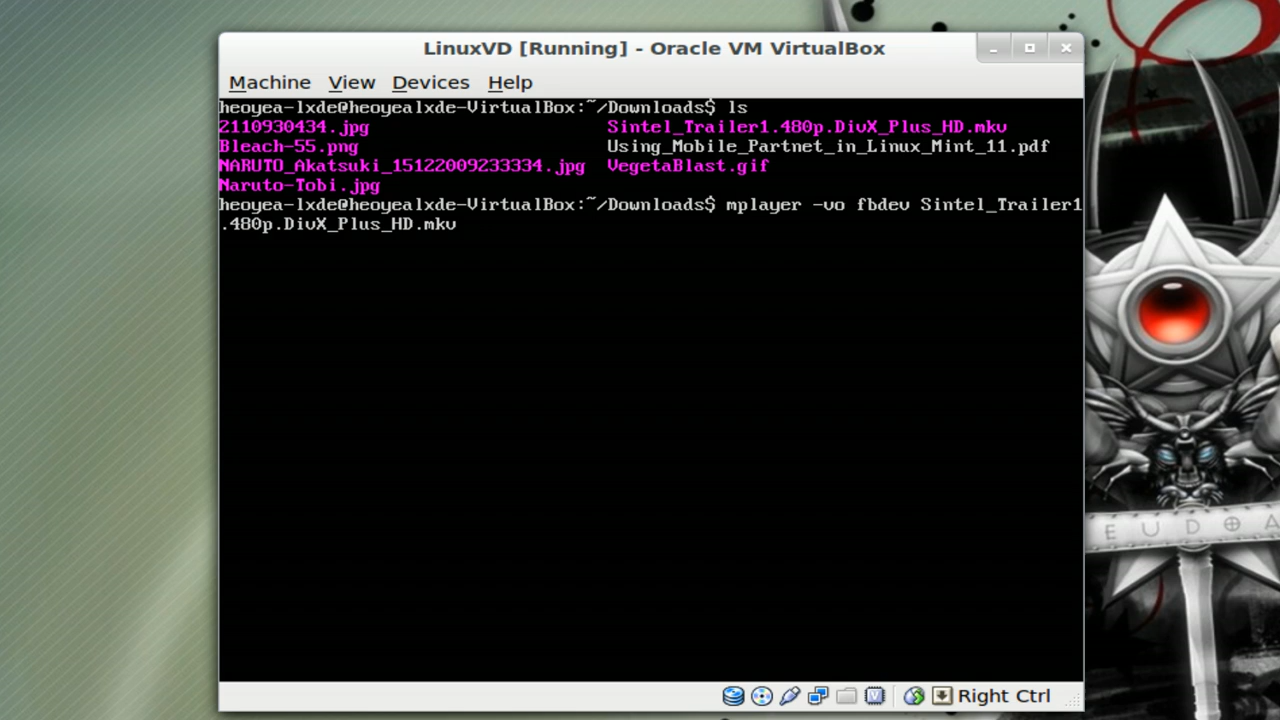 LinuxVD [Running] - Oracle VM VirtualBox
Machine View Devices Help
heoyea-lxde@heoyealxde-VirtualBox:~/Downloads$ ls
2110930434.jpg Sintel_Trailer1.480p.DivX_Plus_HD.mkv
Bleach-55.png Using_Mobile_Partnet_in_Linux_Mint_11.pdf
NARUTO_Akatsuki_15122009233334.jpg VegetaBlast.gif
Naruto-Tobi.jpg
heoyea-lxde@heoyealxde-VirtualBox:~/Downloads$ mplayer -vo fbdev Sintel_Trailer1
.480p.DivX_Plus_HD.mkv
E U D
Right Ctrl